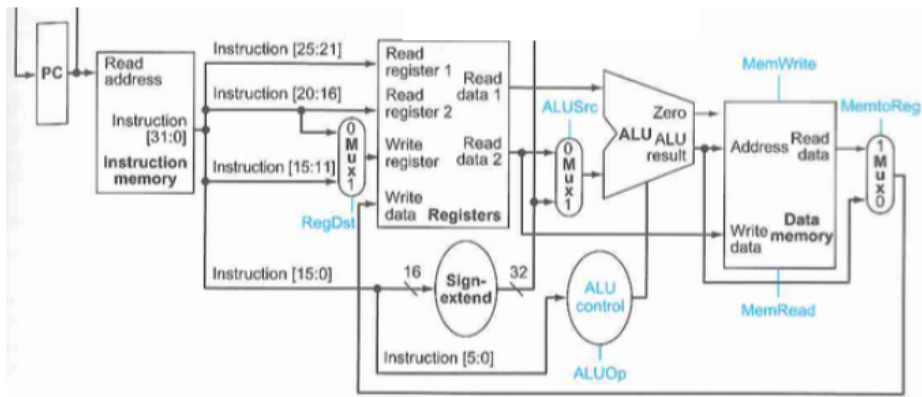 PC
Read
address
Instruction
[31:0]
Instruction
memory
Instruction [25:21]
Instruction [20:16]
Instruction [15:11]
Instruction [15:0]
Instruction [5:0]
0
M
u
x
1
RegDst
Read
register 1
Read
register 2
Write
register
Write
data
Read
data 1
Read
data 2
Registers
16
Sign-
extend
32
ALUSrc
0
M
u
x
1
Zero
ALU
ALU
result
ALU
control
ALUOp
MemWrite
Address
Read
data
Write
data
Data
memory
MemRead
MemtoReg
1
M
u
x
0